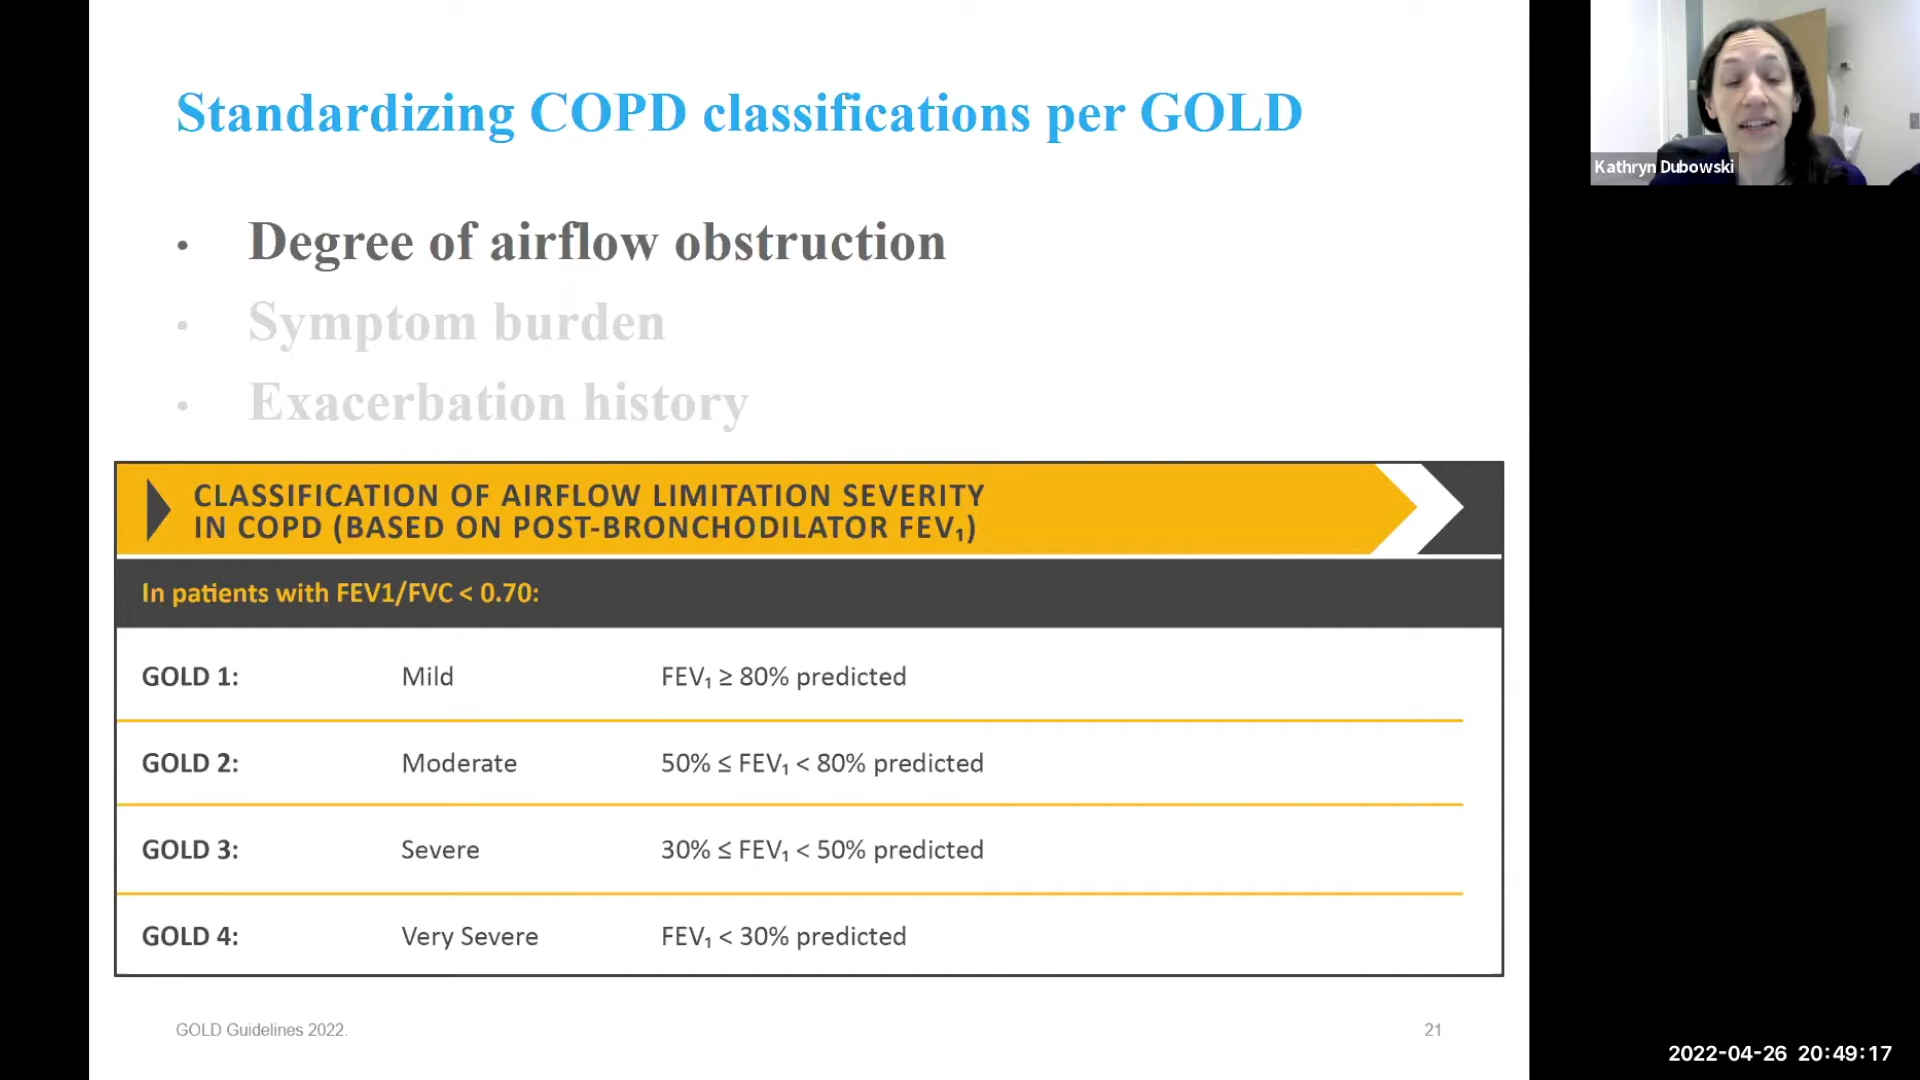 Standardizing COPD classifications per GOLD
• Degree of airflow obstruction
• Symptom burden
• Exacerbation history
CLASSIFICATION OF AIRFLOW LIMITATION SEVERITY
IN COPD (BASED ON POST-BRONCHODILATOR FEV₁)
In patients with FEV1/FVC < 0.70:
GOLD 1: Mild FEV₁ ≥ 80% predicted
GOLD 2: Moderate 50% ≤ FEV₁ < 80% predicted
GOLD 3: Severe 30% ≤ FEV₁ < 50% predicted
GOLD 4: Very Severe FEV₁ < 30% predicted
GOLD Guidelines 2022. 21
Kathryn Dubowski
2022-04-26 20:49:17